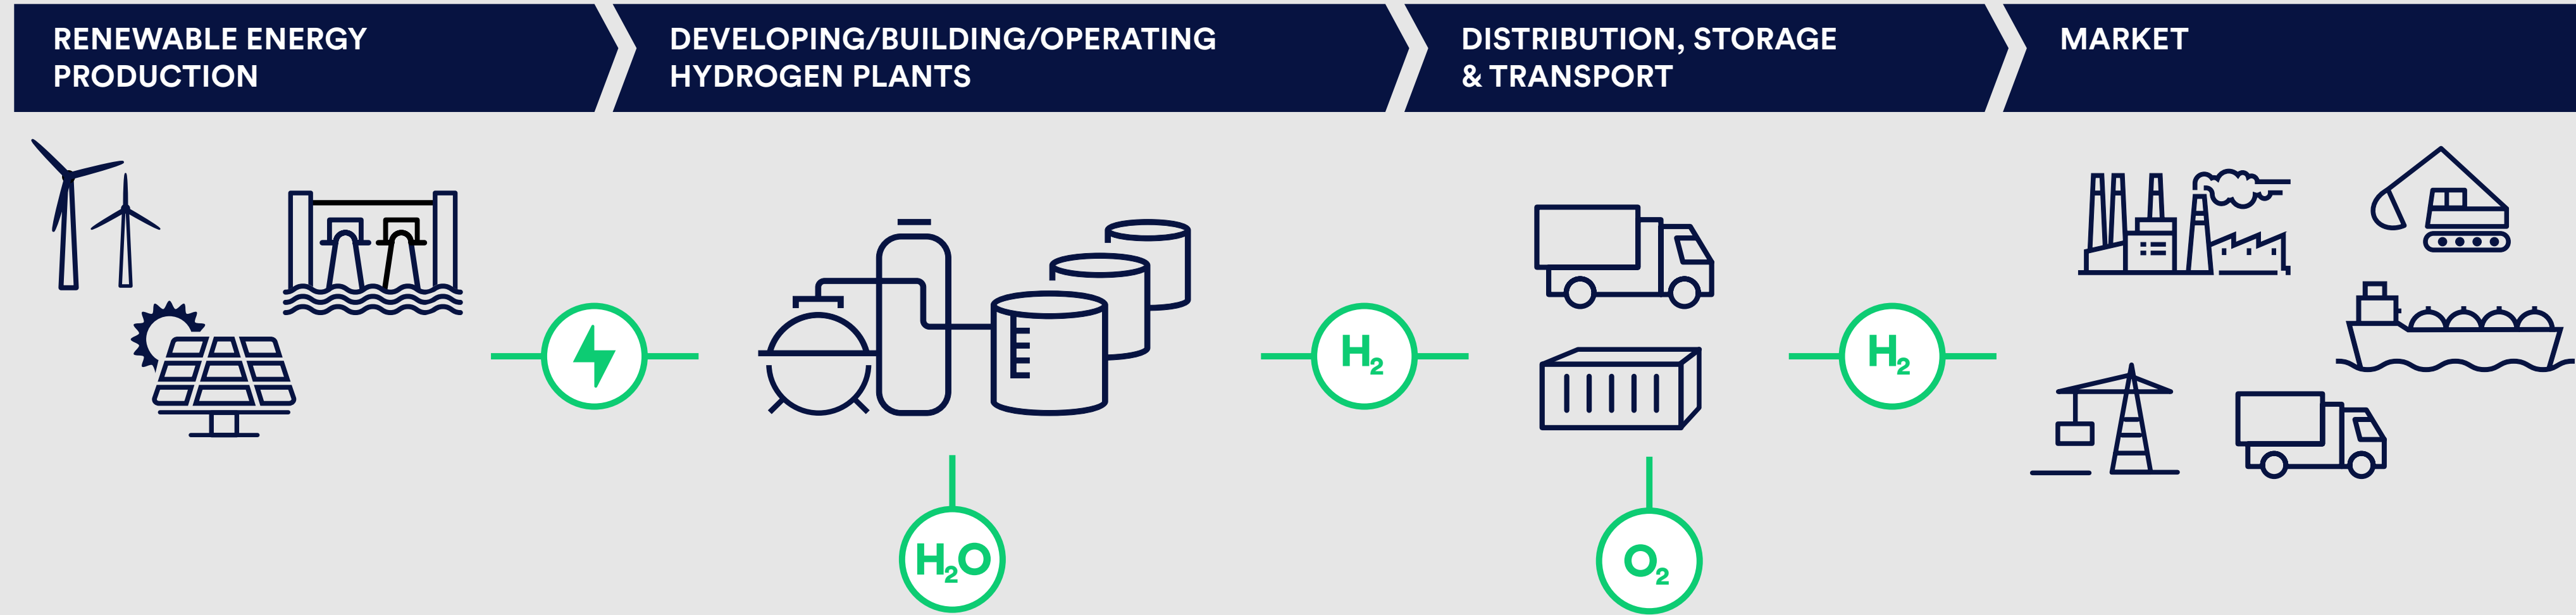 RENEWABLE ENERGY
PRODUCTION
DEVELOPING/BUILDING/OPERATING
HYDROGEN PLANTS
DISTRIBUTION, STORAGE
& TRANSPORT
MARKET
H₂
H₂
H₂O
O₂